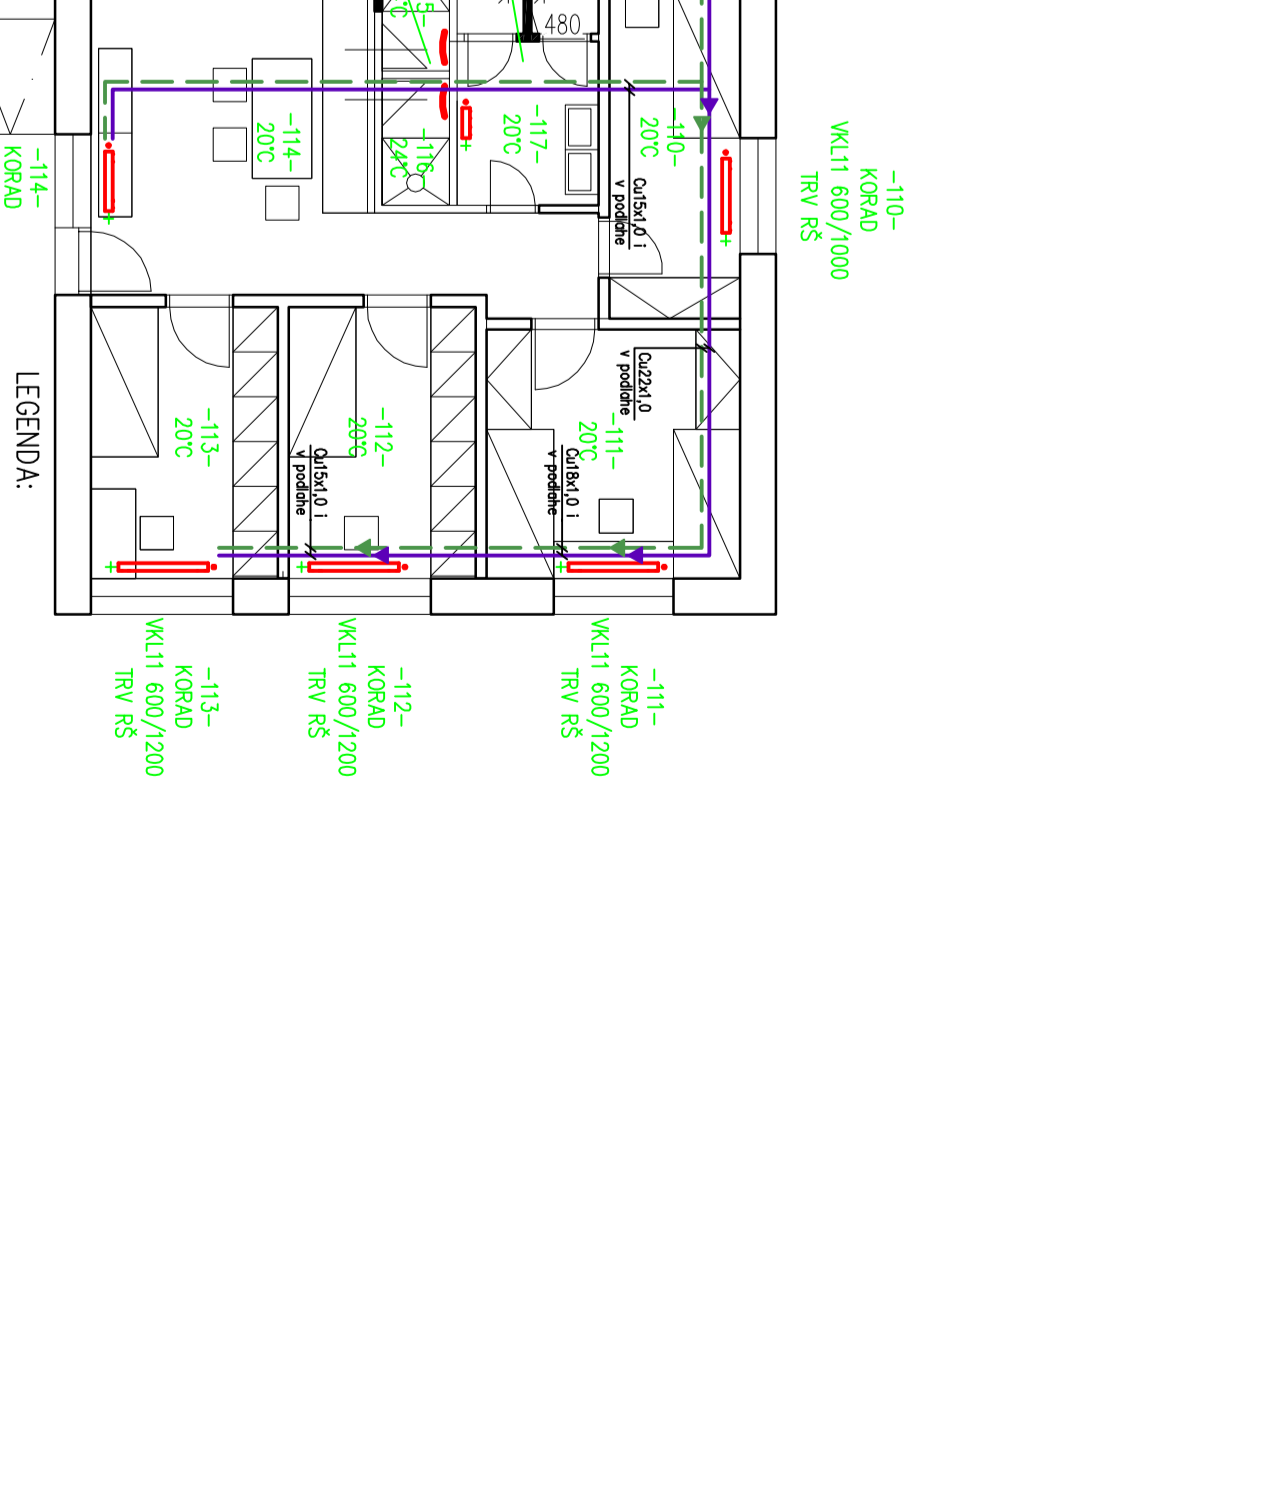 480
-110-
KORAD
VKL11 600/1000
TRV RŠ
-110-
20°C
-117-
20°C
-116-
24°C
5-
°C
-114-
20°C
Cu15x1,0 i
v podlahe
-114-
KORAD
Cu22x1,0
v podlahe
-111-
20°C
Cu18x1,0 i
v podlahe
-112-
20°C
Cu15x1,0 i
v podlahe
-113-
20°C
LEGENDA:
-111-
KORAD
VKL11 600/1200
TRV RŠ
-112-
KORAD
VKL11 600/1200
TRV RŠ
-113-
KORAD
VKL11 600/1200
TRV RŠ